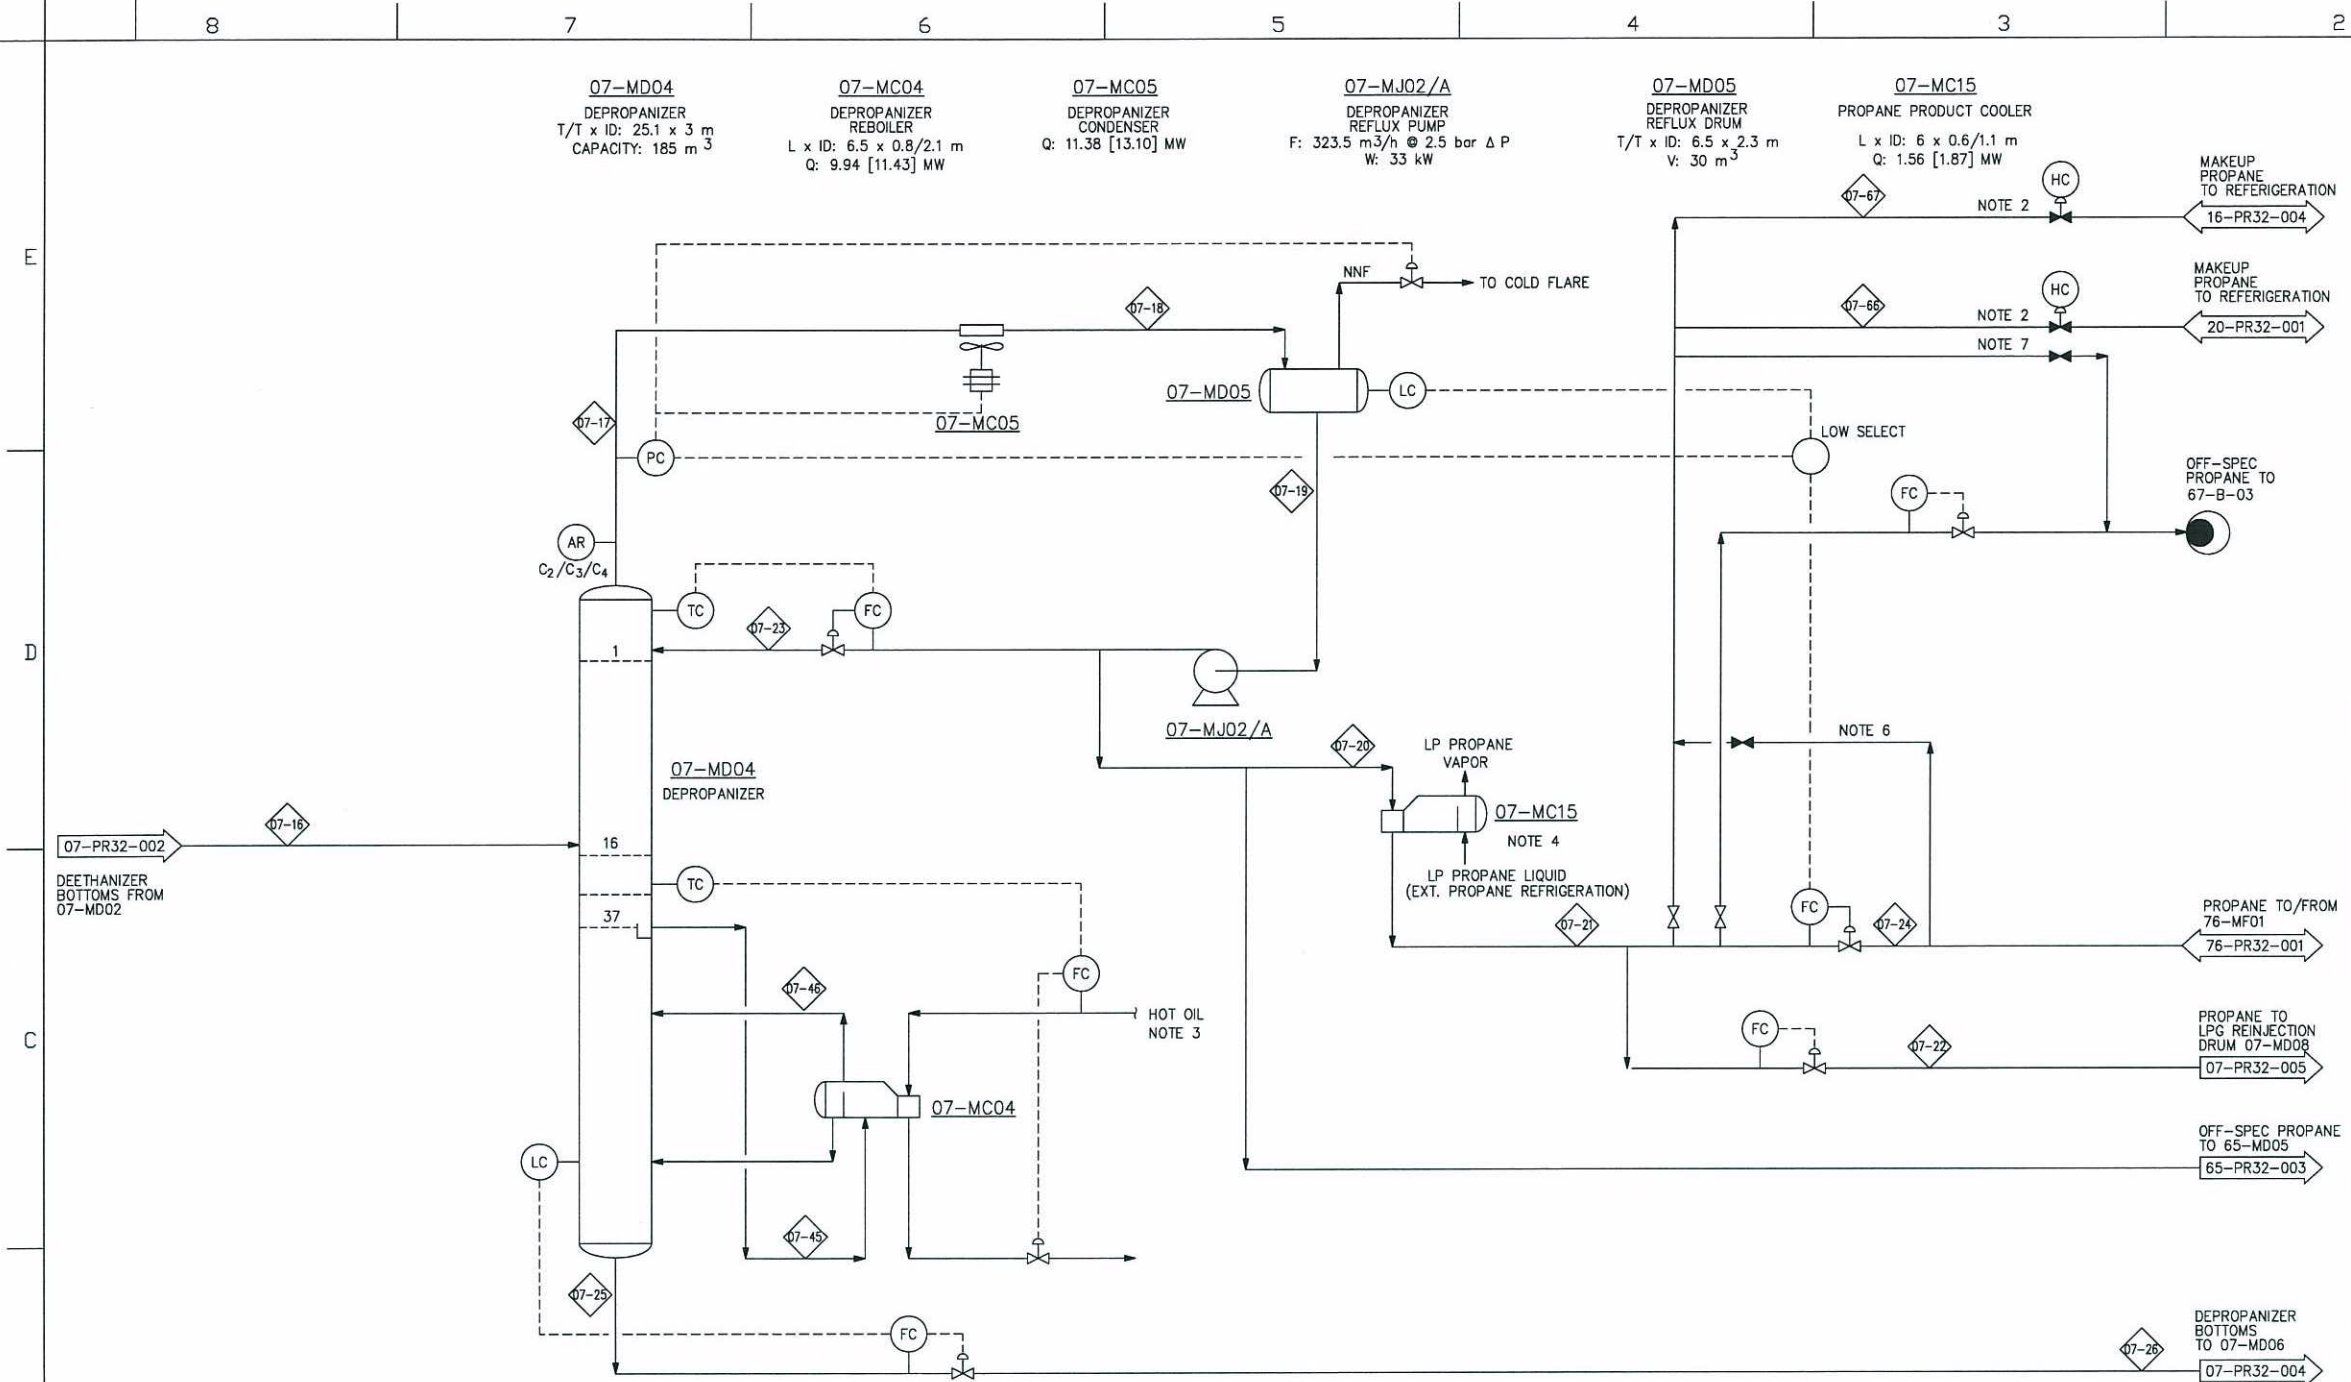 8
7
6
5
4
3
2
E
D
C
07-MD04
DEPROPANIZER
T/T x ID: 25.1 x 3 m
CAPACITY: 185 m 3
07-MC04
DEPROPANIZER
REBOILER
L x ID: 6.5 x 0.8/2.1 m
Q: 9.94 [11.43] MW
07-MC05
DEPROPANIZER
CONDENSER
Q: 11.38 [13.10] MW
07-MJ02/A
DEPROPANIZER
REFLUX PUMP
F: 323.5 m3/h @ 2.5 bar Δ P
W: 33 kW
07-MD05
DEPROPANIZER
REFLUX DRUM
T/T x ID: 6.5 x 2.3 m
V: 30 m3
07-MC15
PROPANE PRODUCT COOLER
L x ID: 6 x 0.6/1.1 m
Q: 1.56 [1.87] MW
07-67
NOTE 2
HC
MAKEUP
PROPANE
TO REFERIGERATION
16-PR32-004
07-66
NOTE 2
HC
MAKEUP
PROPANE
TO REFERIGERATION
20-PR32-001
NOTE 7
NNF
TO COLD FLARE
07-18
07-MD05
LC
07-MC05
07-17
PC
LOW SELECT
07-19
FC
OFF-SPEC
PROPANE TO
67-B-03
AR
C2/C3/C4
TC
FC
07-23
1
07-MJ02/A
NOTE 6
07-20
LP PROPANE
VAPOR
07-MD04
DEPROPANIZER
07-MC15
NOTE 4
LP PROPANE LIQUID
(EXT. PROPANE REFRIGERATION)
07-16
07-PR32-002
DEETHANIZER
BOTTOMS FROM
07-MD02
16
TC
37
FC
07-21
07-24
PROPANE TO/FROM
76-MF01
76-PR32-001
07-46
FC
HOT OIL
NOTE 3
FC
07-22
PROPANE TO
LPG REINJECTION
DRUM 07-MD08
07-PR32-005
07-MC04
OFF-SPEC PROPANE
TO 65-MD05
65-PR32-003
LC
07-45
07-25
FC
07-26
DEPROPANIZER
BOTTOMS
TO 07-MD06
07-PR32-004